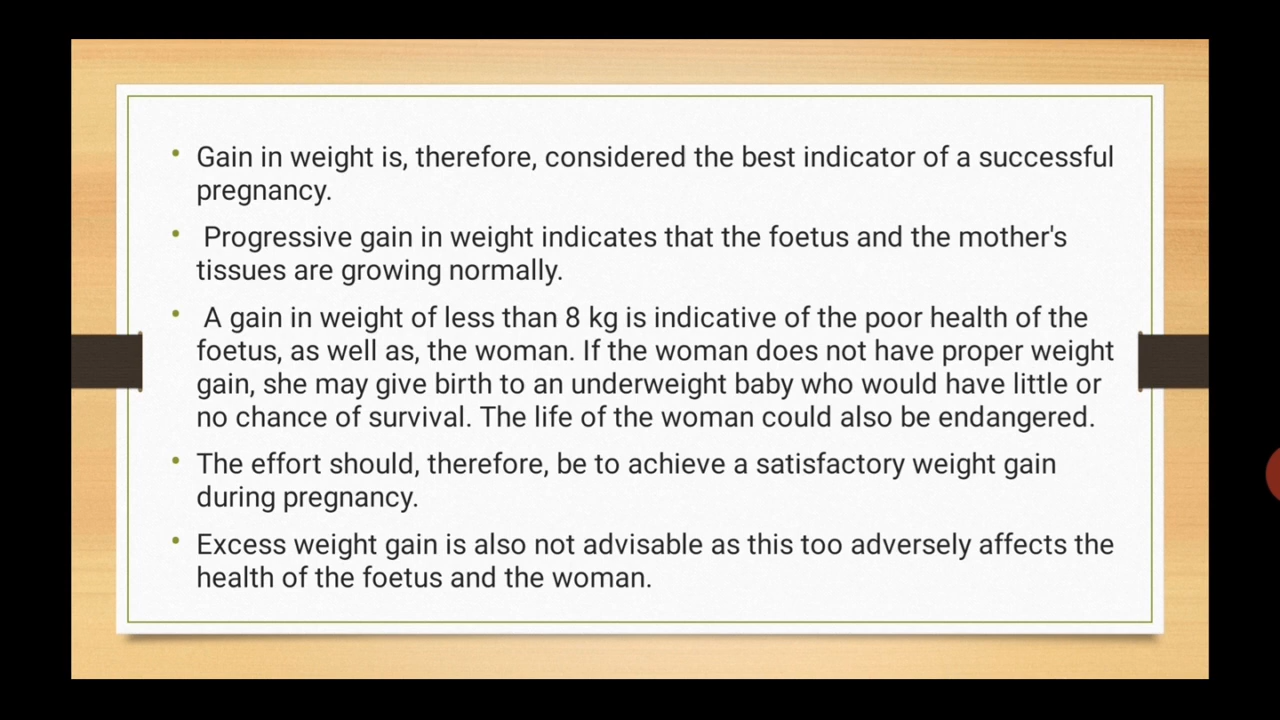 • Gain in weight is, therefore, considered the best indicator of a successful
pregnancy.
• Progressive gain in weight indicates that the foetus and the mother's
tissues are growing normally.
• A gain in weight of less than 8 kg is indicative of the poor health of the
foetus, as well as, the woman. If the woman does not have proper weight
gain, she may give birth to an underweight baby who would have little or
no chance of survival. The life of the woman could also be endangered.
• The effort should, therefore, be to achieve a satisfactory weight gain
during pregnancy.
• Excess weight gain is also not advisable as this too adversely affects the
health of the foetus and the woman.